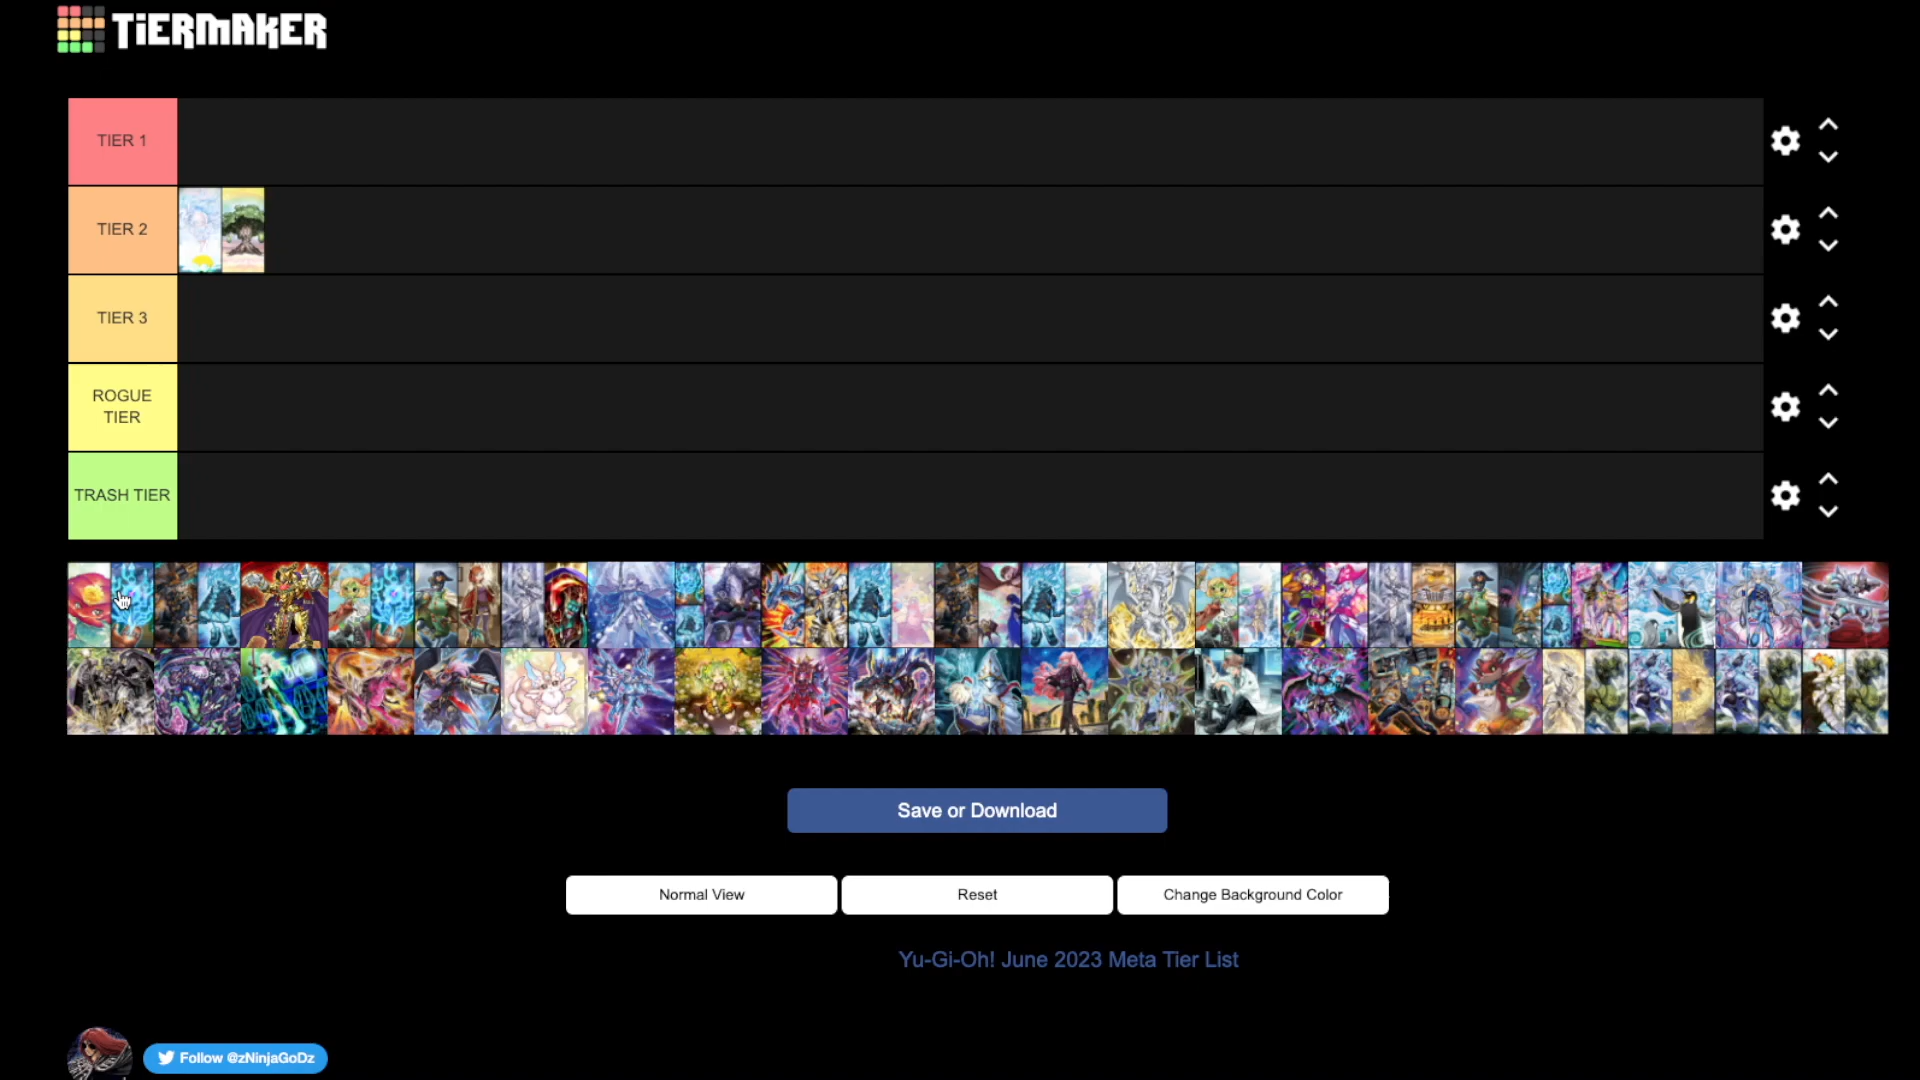 TiERMAKER
TIER 1
TIER 2
TIER 3
ROGUE
TIER
TRASH TIER
Save or Download
Normal View
Reset
Change Background Color
Yu-Gi-Oh! June 2023 Meta Tier List
Follow @zNinjaGoDz